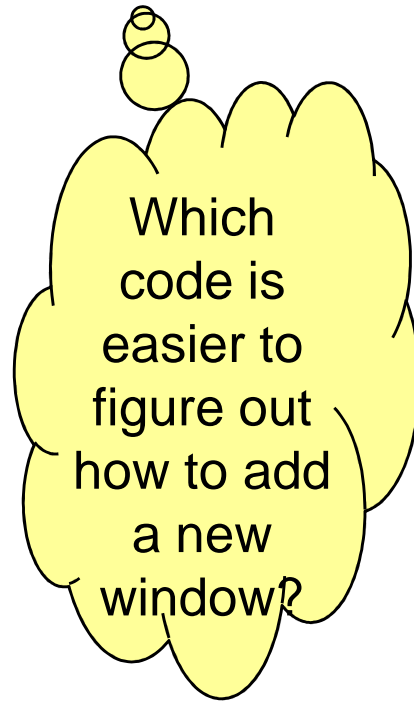 Which
code is
easier to
figure out
how to add
a new
window?